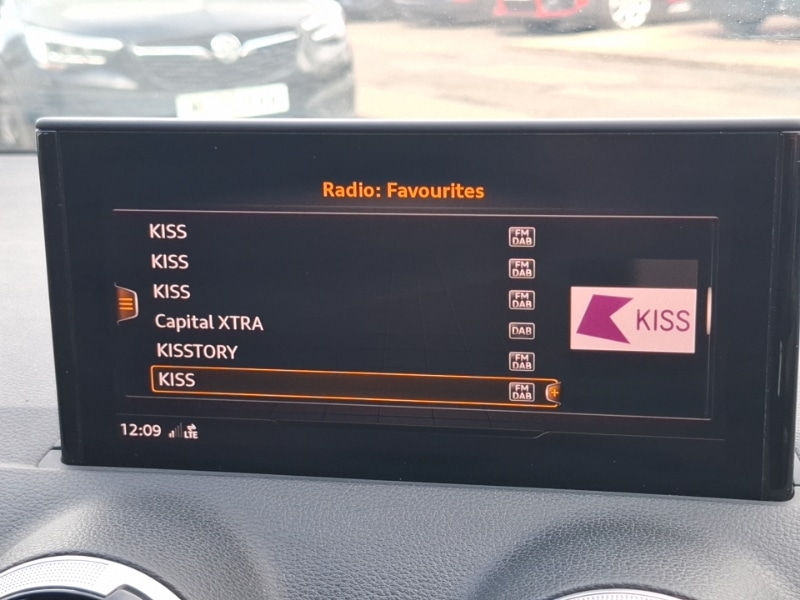 Radio: Favourites
KISS FM DAB
KISS FM DAB
KISS FM DAB
Capital XTRA DAB
KISSTORY FM DAB
KISS FM DAB
KISS
12:09 LTE